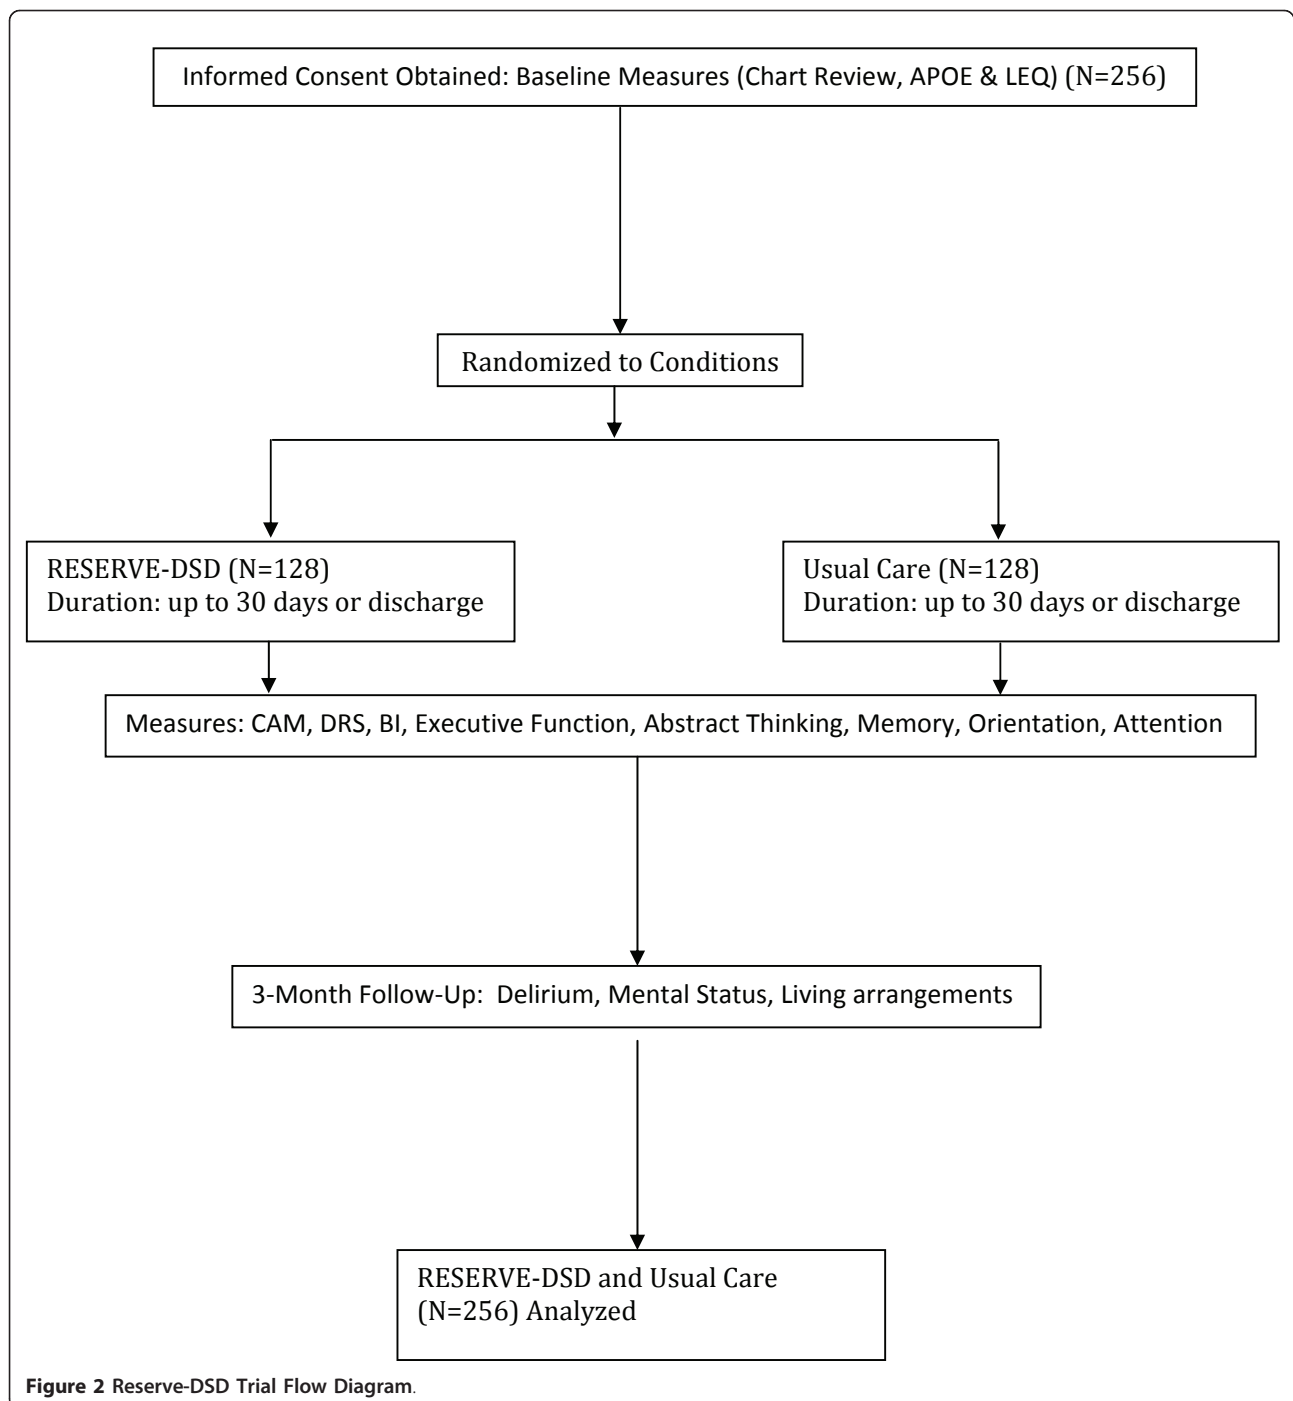 Informed Consent Obtained: Baseline Measures (Chart Review, APOE & LEQ) (N=256)
Randomized to Conditions
RESERVE-DSD (N=128)
Duration: up to 30 days or discharge
Usual Care (N=128)
Duration: up to 30 days or discharge
Measures: CAM, DRS, BI, Executive Function, Abstract Thinking, Memory, Orientation, Attention
3-Month Follow-Up:  Delirium, Mental Status, Living arrangements
RESERVE-DSD and Usual Care
(N=256) Analyzed
Figure 2 Reserve-DSD Trial Flow Diagram.